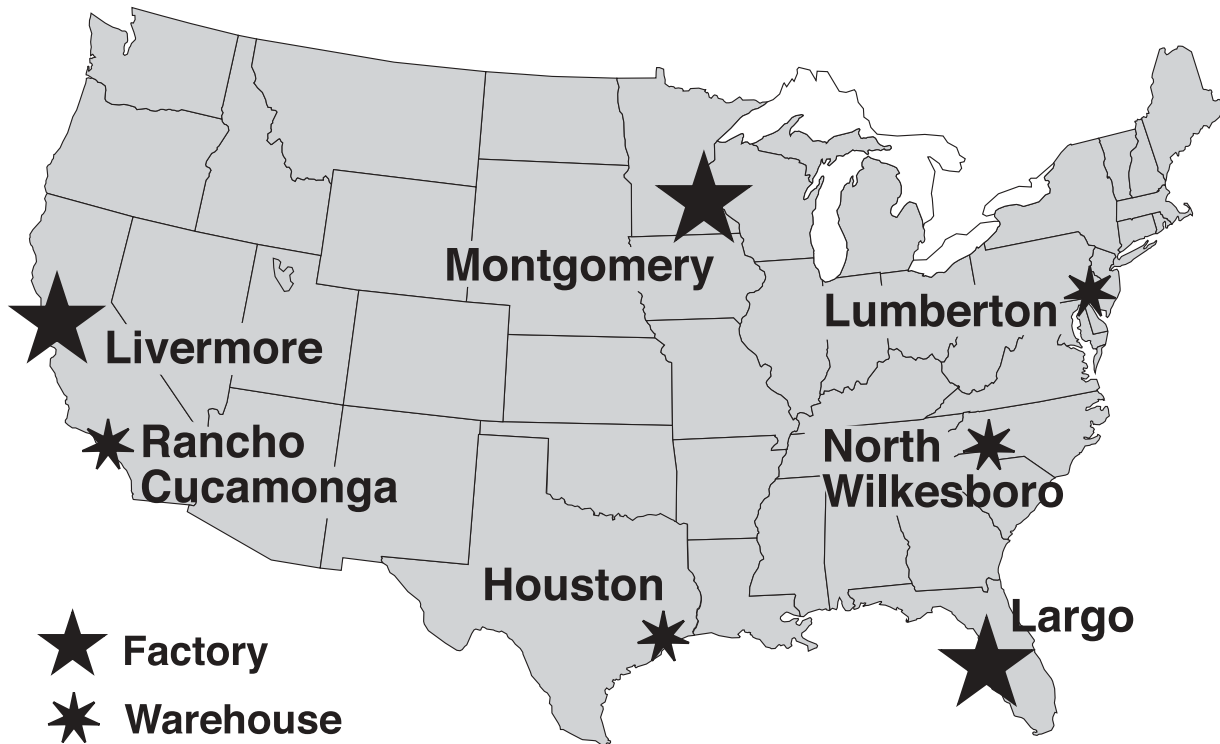 Montgomery
Lumberton
Livermore
Rancho
Cucamonga
North
Wilkesboro
Houston
Largo
Factory
Warehouse